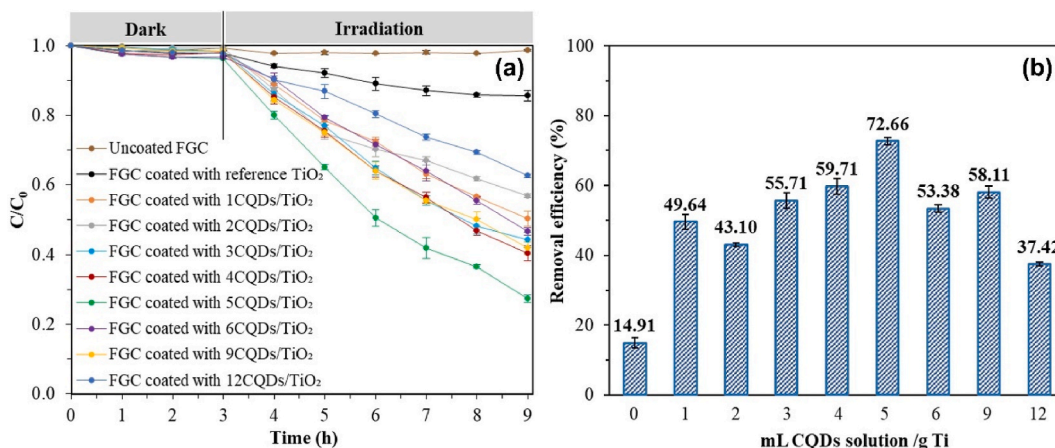 Dark Irradiation
(a)
C/C₀
1.0
0.8
0.6
0.4
0.2
0.0
Uncoated FGC
FGC coated with reference TiO₂
FGC coated with 1CQDs/TiO₂
FGC coated with 2CQDs/TiO₂
FGC coated with 3CQDs/TiO₂
FGC coated with 4CQDs/TiO₂
FGC coated with 5CQDs/TiO₂
FGC coated with 6CQDs/TiO₂
FGC coated with 9CQDs/TiO₂
FGC coated with 12CQDs/TiO₂
0 1 2 3 4 5 6 7 8 9
Time (h)
(b)
Removal efficiency (%)
100
80
60
40
20
0
14.91
49.64
43.10
55.71
59.71
72.66
53.38
58.11
37.42
0 1 2 3 4 5 6 9 12
mL CQDs solution /g Ti